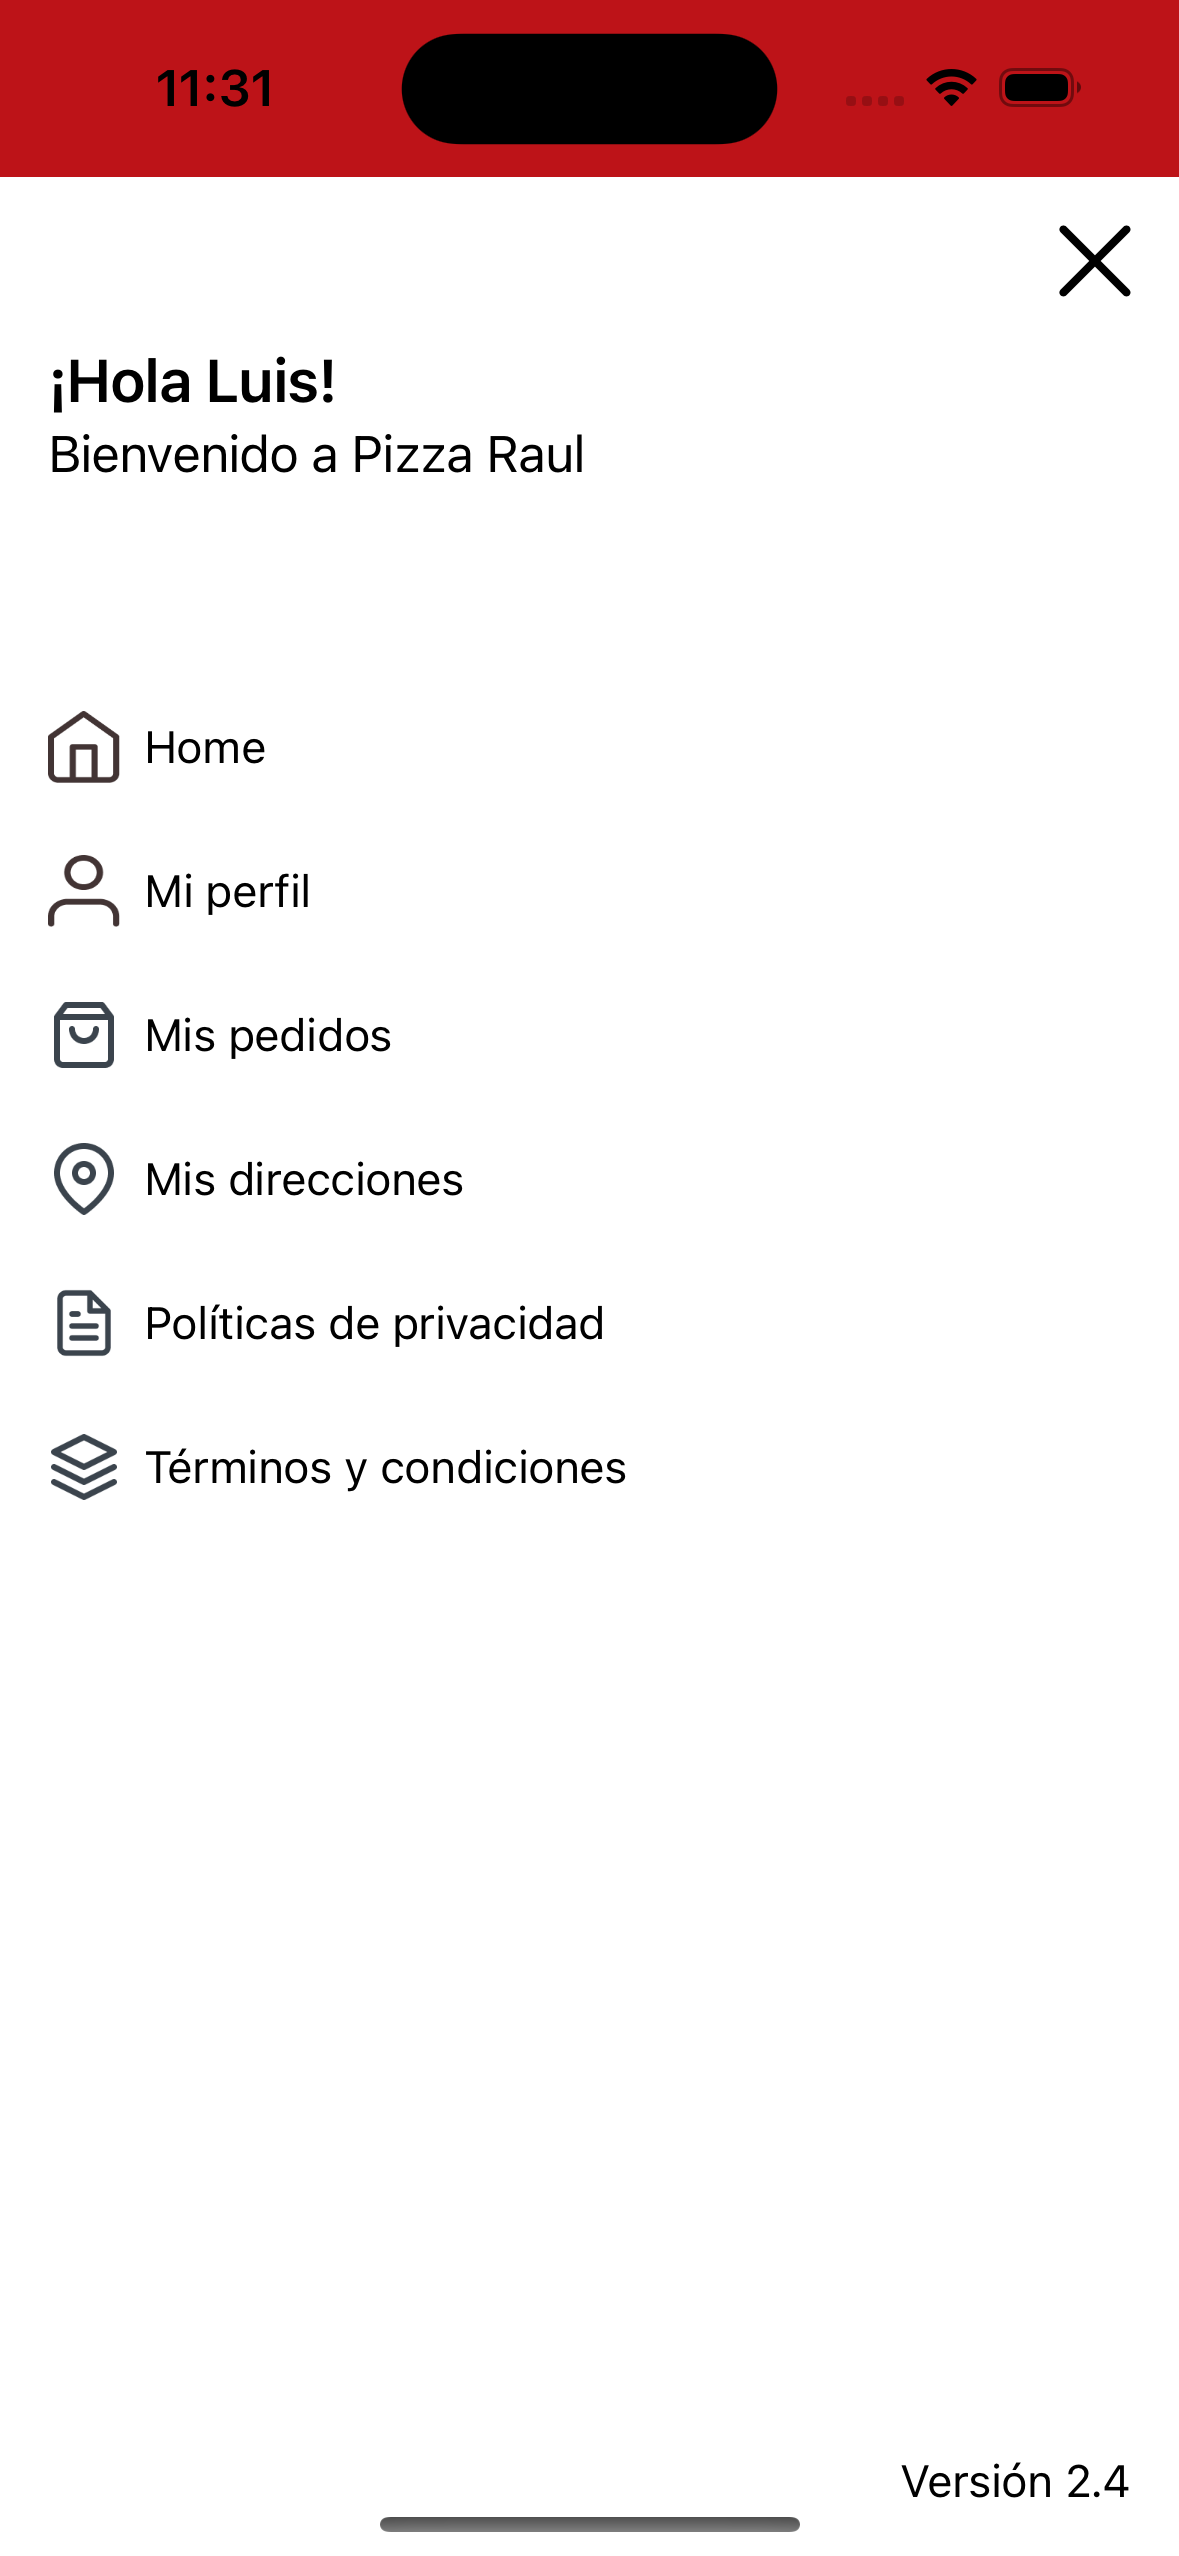 11:31
¡Hola Luis!
Bienvenido a Pizza Raul
Home
Mi perfil
Mis pedidos
Mis direcciones
Políticas de privacidad
Términos y condiciones
Versión 2.4